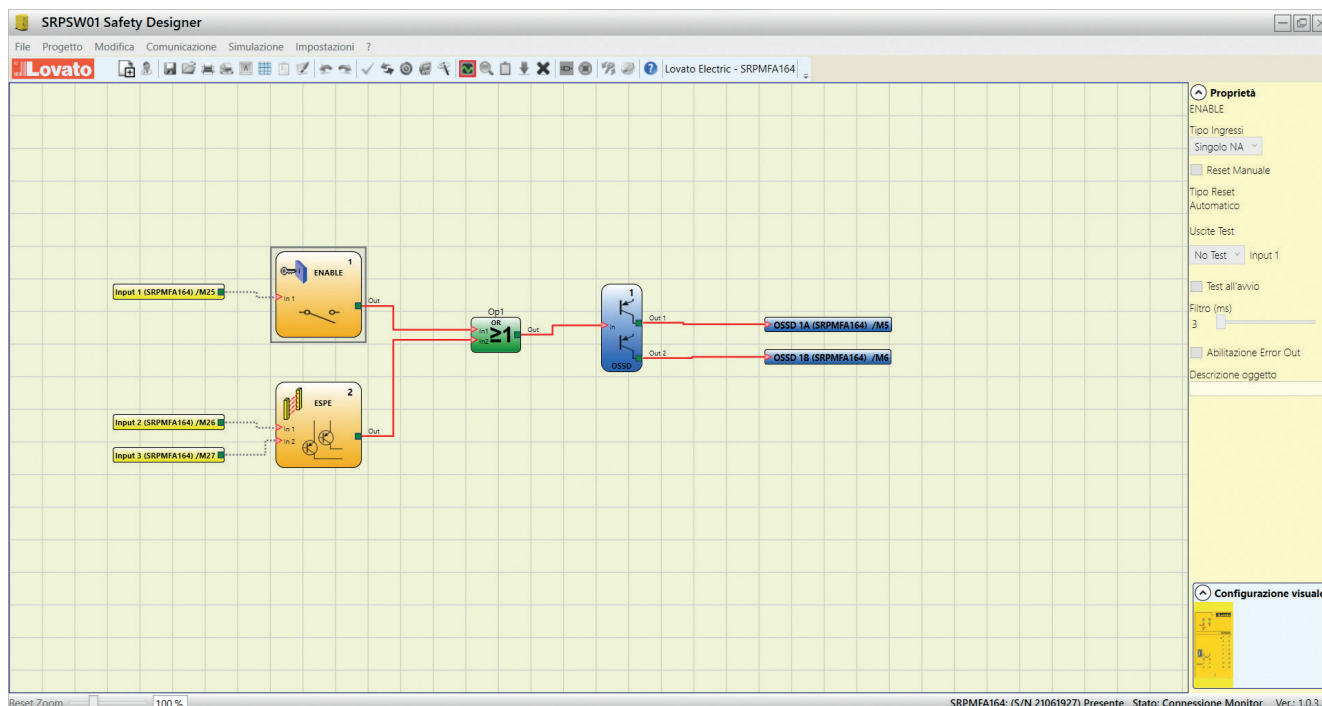 SRPSW01 Safety Designer
File Progetto Modifica Comunicazione Simulazione Impostazioni ?
Lovato
Lovato Electric - SRPMFA164
Proprietà
ENABLE
Tipo Ingressi
Singolo NA
Reset Manuale
Tipo Reset
Automatico
Uscite Test
No Test Input 1
Test all'avvio
Filtro (ms)
3
Abilitazione Error Out
Descrizione oggetto
1
ENABLE
Input 1 (SRPMFA164) /M25
In 1
Out
2
ESPE
Input 2 (SRPMFA164) /M26
In 1
In 2
Out
Input 3 (SRPMFA164) /M27
Op1
OR
≥1
In1
In2
Out
1
In
Out 1
Out 2
OSSD
OSSD 1A (SRPMFA164) /M5
OSSD 1B (SRPMFA164) /M6
Configurazione visuale
Reset Zoom 100 % SRPMFA164: (S/N 21061927) Presente Stato: Connessione Monitor Ver.: 1.0.3.